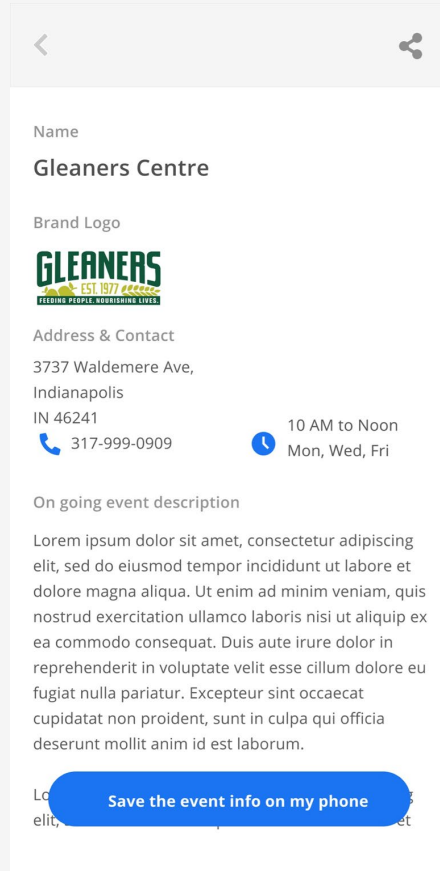 Name
Gleaners Centre
Brand Logo
GLEANERS
EST. 1977
FEEDING PEOPLE. NOURISHING LIVES.
Address & Contact
3737 Waldemere Ave,
Indianapolis
IN 46241
317-999-0909
10 AM to Noon
Mon, Wed, Fri
On going event description
Lorem ipsum dolor sit amet, consectetur adipiscing
elit, sed do eiusmod tempor incididunt ut labore et
dolore magna aliqua. Ut enim ad minim veniam, quis
nostrud exercitation ullamco laboris nisi ut aliquip ex
ea commodo consequat. Duis aute irure dolor in
reprehenderit in voluptate velit esse cillum dolore eu
fugiat nulla pariatur. Excepteur sint occaecat
cupidatat non proident, sunt in culpa qui officia
deserunt mollit anim id est laborum.
Save the event info on my phone
elit, et